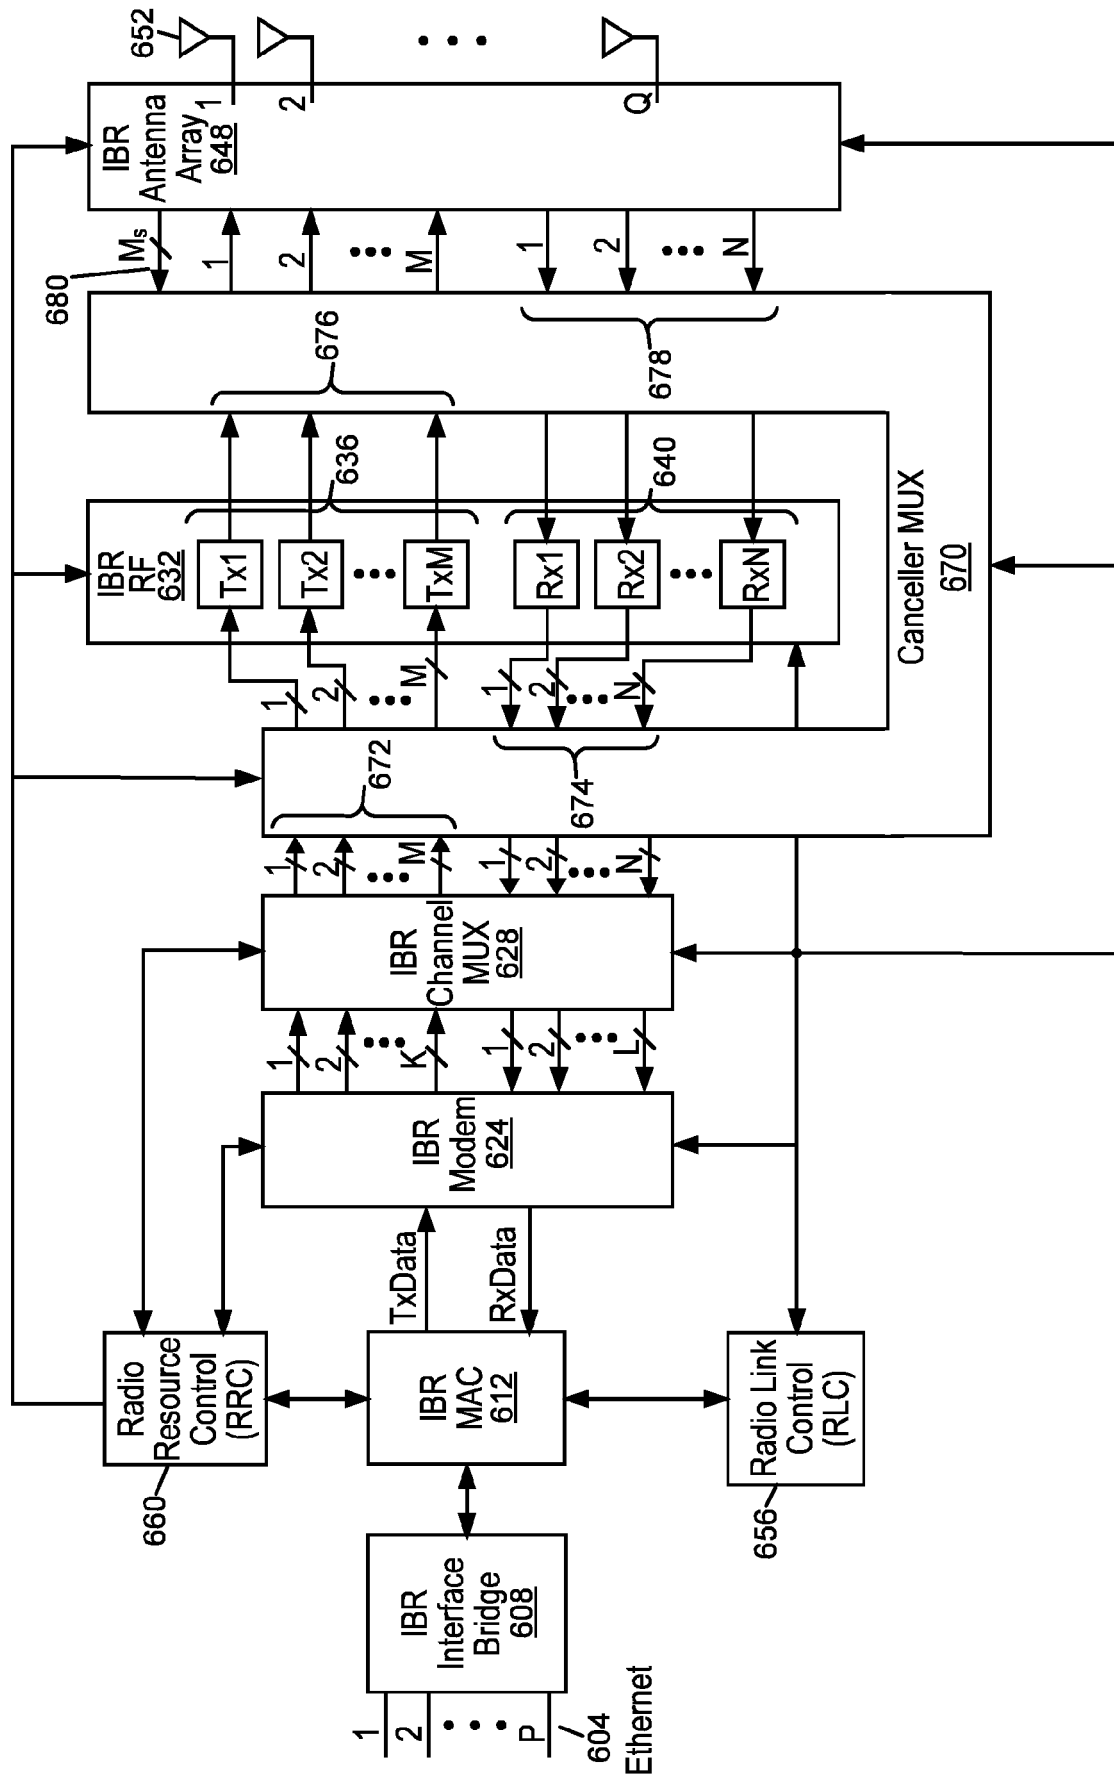 1
2
P
604
Ethernet
IBR
Interface
Bridge
608
660
Radio
Resource
Control
(RRC)
IBR
MAC
612
656
Radio Link
Control
(RLC)
TxData
RxData
IBR
Modem
624
1
2
K
1
2
L
IBR
Channel
MUX
628
1
2
M
1
2
N
672
674
1
2
M
1
2
N
IBR
RF
632
Tx1
Tx2
TxM
Rx1
Rx2
RxN
636
640
676
678
Canceller MUX
670
680
Ms
1
2
M
1
2
N
IBR
Antenna
Array
648
1
2
Q
652